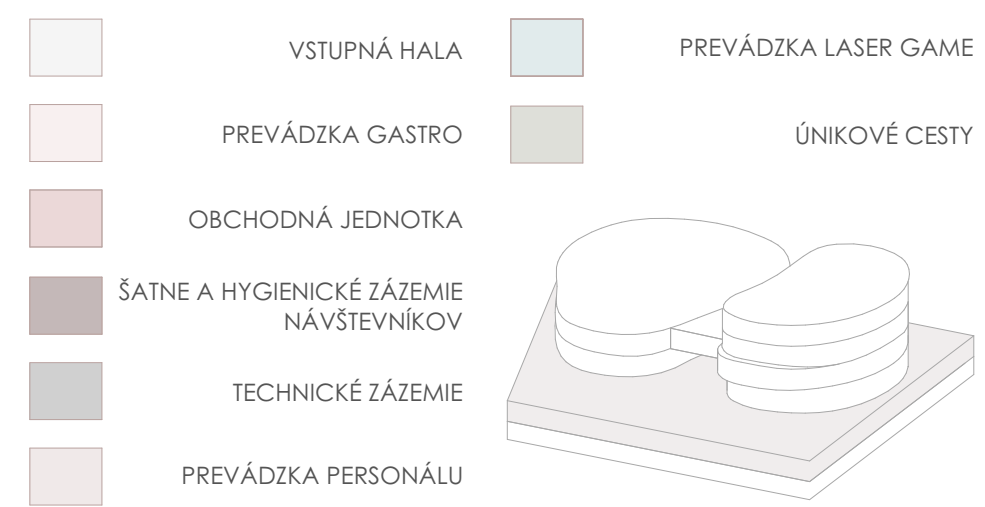 VSTUPNÁ HALA
PREVÁDZKA GASTRO
OBCHODNÁ JEDNOTKA
ŠATNE A HYGIENICKÉ ZÁZEMIE
NÁVŠTEVNÍKOV
TECHNICKÉ ZÁZEMIE
PREVÁDZKA PERSONÁLU
PREVÁDZKA LASER GAME
ÚNIKOVÉ CESTY